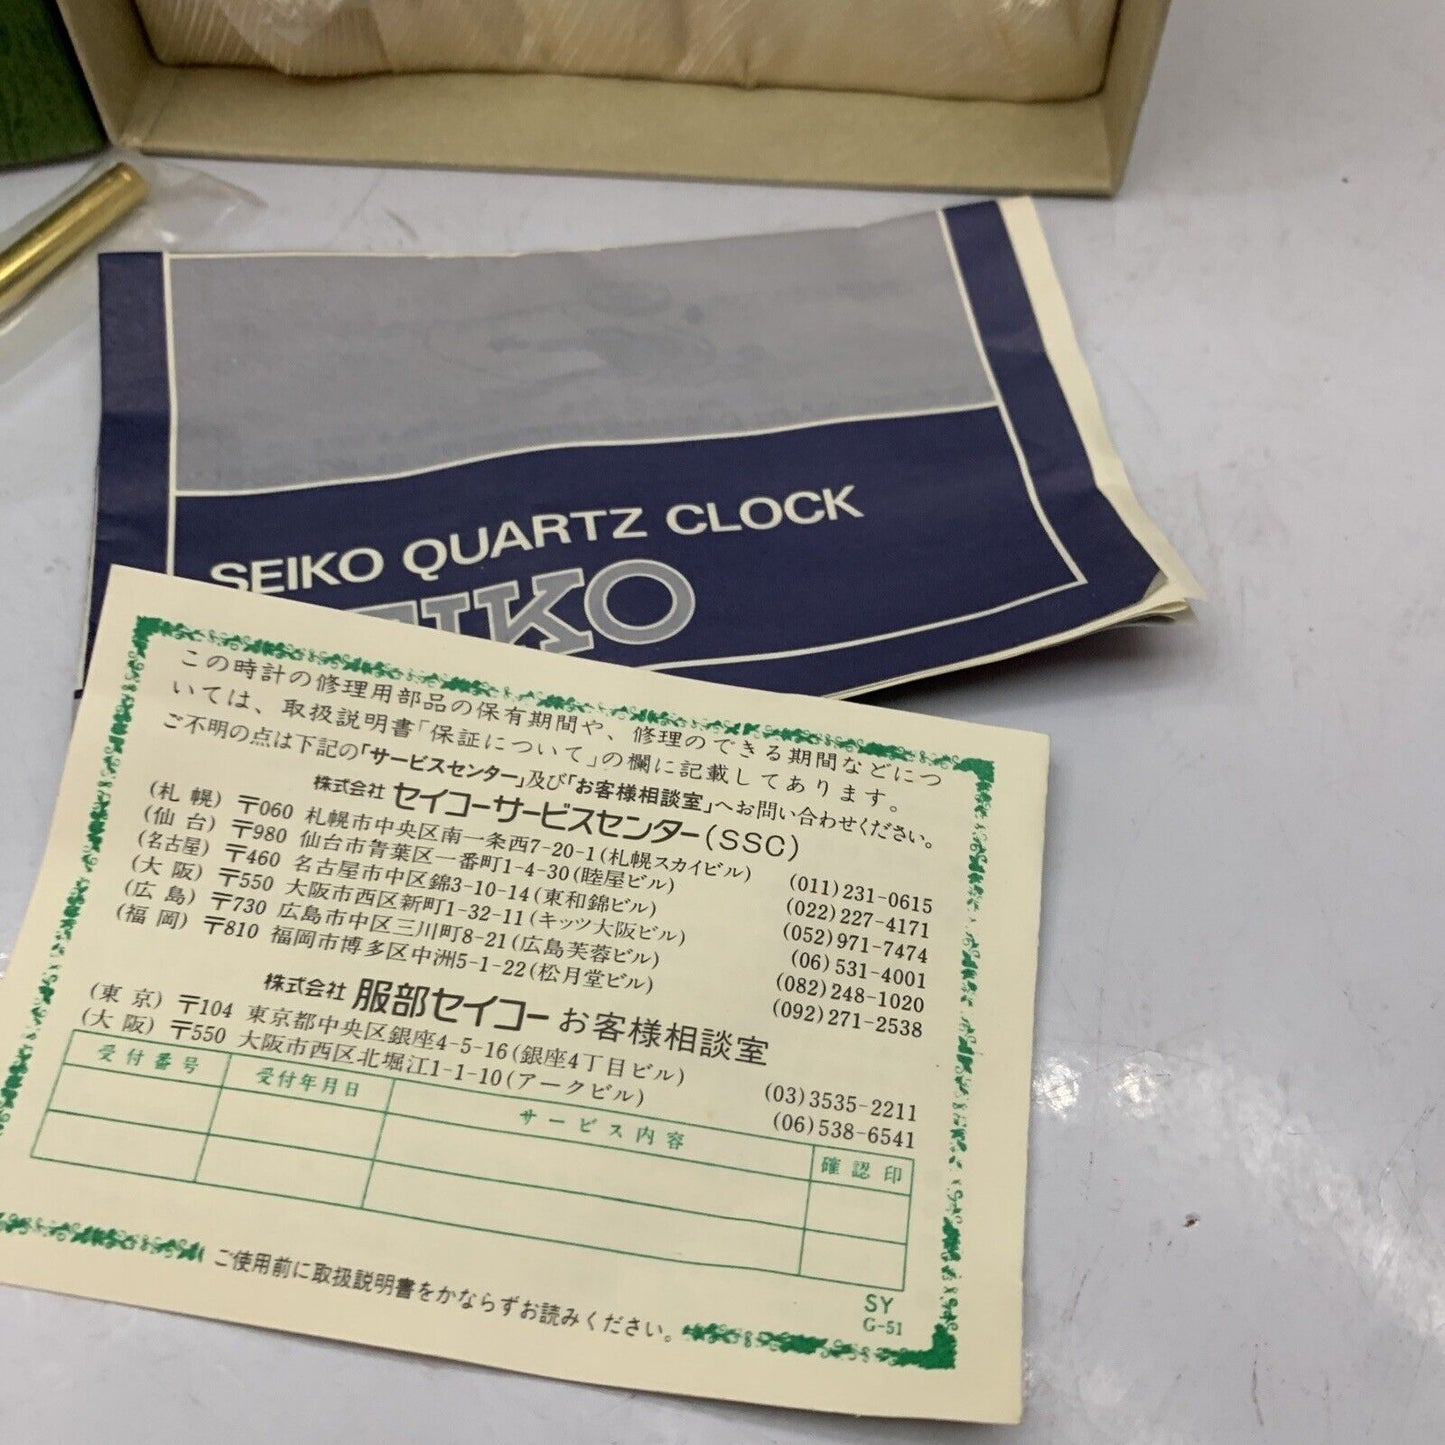 SEIKO QUARTZ CLOCK
SEIKO
この時計の修理用部品の保有期間や、修理のできる期間などにつ
いては、取扱説明書「保証について」の欄に記載してあります。
ご不明の点は下記の「サービスセンター」及び「お客様相談室」へお問い合わせください。
株式会社 セイコーサービスセンター(SSC)
(札 幌) 〒060 札幌市中央区南一条西7-20-1(札幌スカイビル) (011)231-0615
(仙 台) 〒980 仙台市青葉区一番町1-4-30(睦屋ビル) (022)227-4171
(名古屋) 〒460 名古屋市中区錦3-10-14(東和錦ビル) (052)971-7474
(大 阪) 〒550 大阪市西区新町1-32-11(キッツ大阪ビル) (06)531-4001
(広 島) 〒730 広島市中区三川町8-21(広島芙蓉ビル) (082)248-1020
(福 岡) 〒810 福岡市博多区中洲5-1-22(松月堂ビル) (092)271-2538
株式会社 服部セイコー お客様相談室
(東 京) 〒104 東京都中央区銀座4-5-16(銀座4丁目ビル) (03)3535-2211
(大 阪) 〒550 大阪市西区北堀江1-1-10(アークビル) (06)538-6541
受付番号 受付年月日 サービス内容 確認印
SY
G-51
ご使用前に取扱説明書をかならずお読みください。